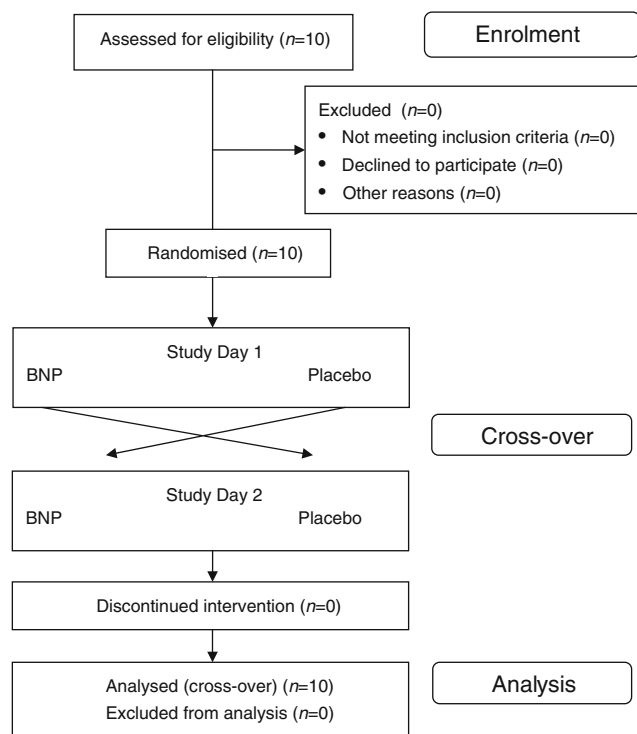 Assessed for eligibility (n=10)
Enrolment
Excluded (n=0)
• Not meeting inclusion criteria (n=0)
• Declined to participate (n=0)
• Other reasons (n=0)
Randomised (n=10)
Study Day 1
BNP Placebo
Cross-over
Study Day 2
BNP Placebo
Discontinued intervention (n=0)
Analysed (cross-over) (n=10)
Excluded from analysis (n=0)
Analysis